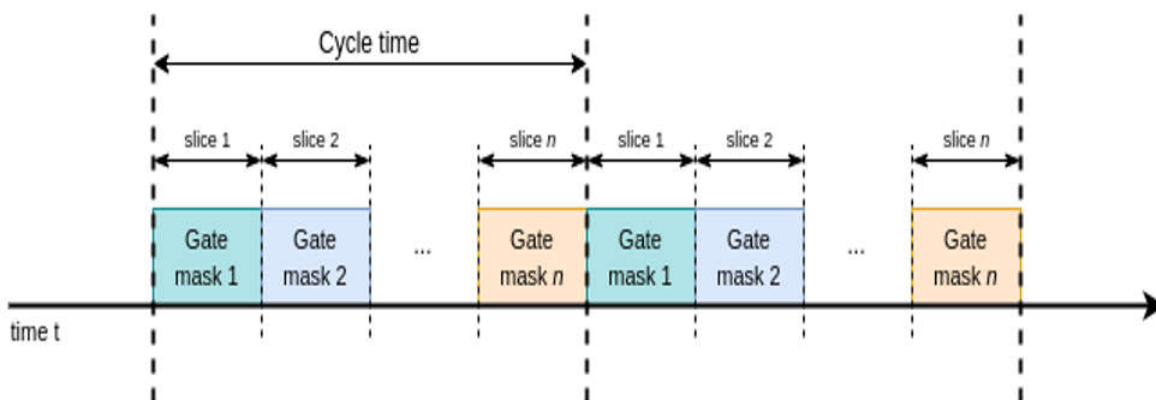 Cycle time
slice 1 slice 2 slice n slice 1 slice 2 slice n
Gate Gate Gate Gate Gate Gate
mask 1 mask 2 ... mask n mask 1 mask 2 ... mask n
time t